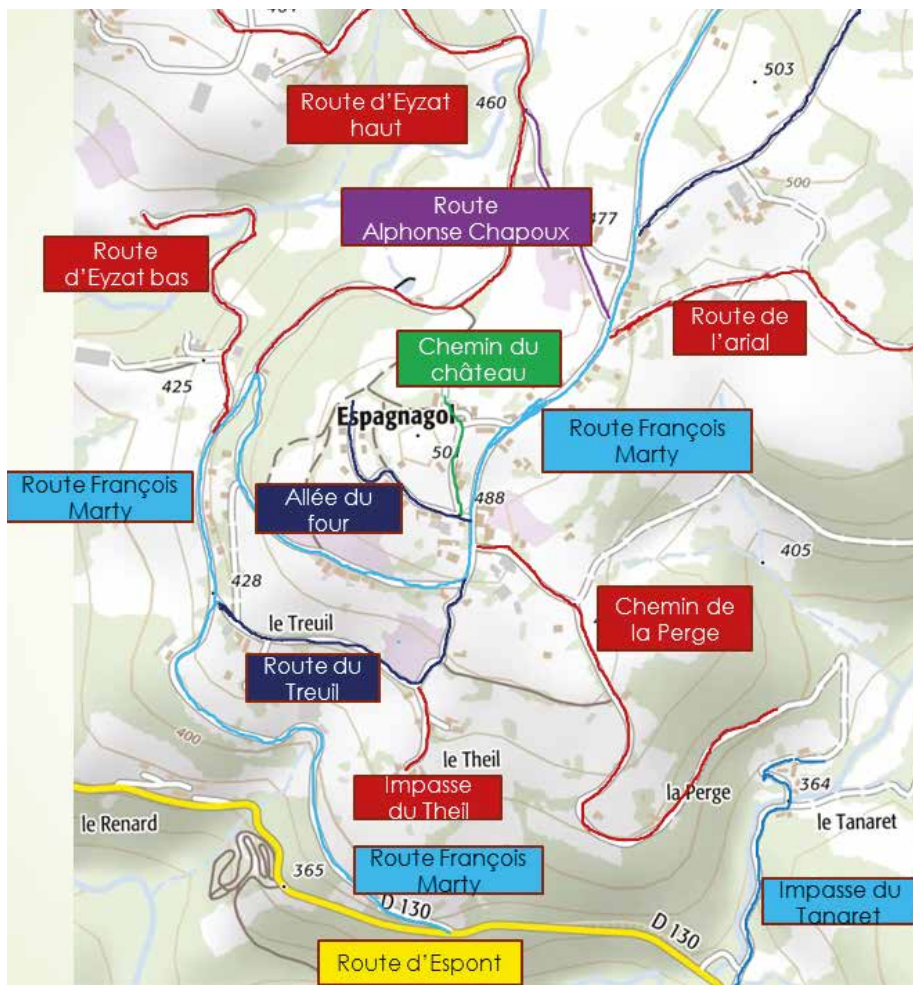 503
Route d'Eyzat
haut
460
500
Route
Alphonse Chapoux
477
Route
d'Eyzat bas
Route de
l'arial
Chemin du
château
425
Espagnagol
Route François
Marty
Route François
Marty
Allée du
four
488
405
428
le Treuil
Chemin de
la Perge
Route du
Treuil
400
le Theil
Impasse
du Theil
la Perge
364
le Renard
le Tanaret
365
Route François
Marty
Impasse du
Tanaret
D 130
D 130
Route d'Espont